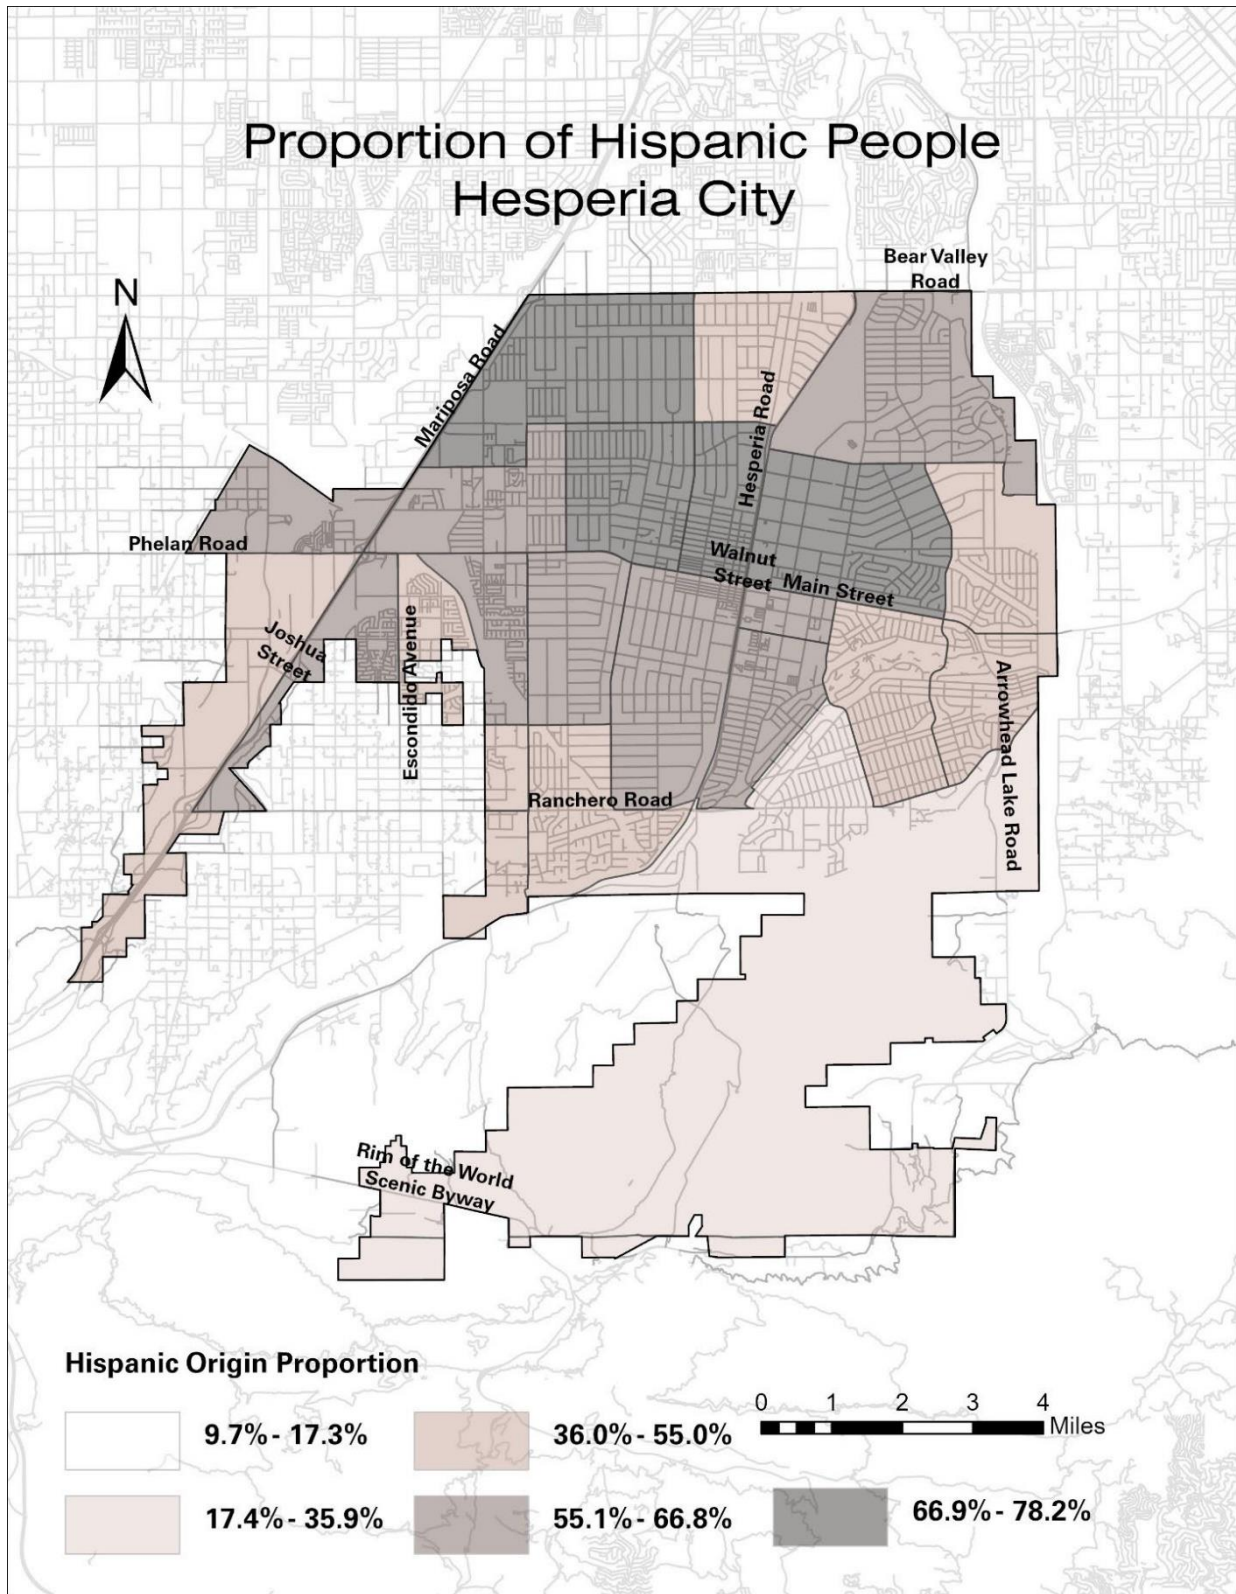 Proportion of Hispanic People
Hesperia City
Bear Valley
Road
N
Mariposa Road
Hesperia Road
Phelan Road
Walnut
Street
Main Street
Joshua
Street
Escondido Avenue
Arrowhead Lake Road
Ranchero Road
Rim of the World
Scenic Byway
Hispanic Origin Proportion
0 1 2 3 4
Miles
9.7% - 17.3%
36.0% - 55.0%
17.4% - 35.9%
55.1% - 66.8%
66.9% - 78.2%